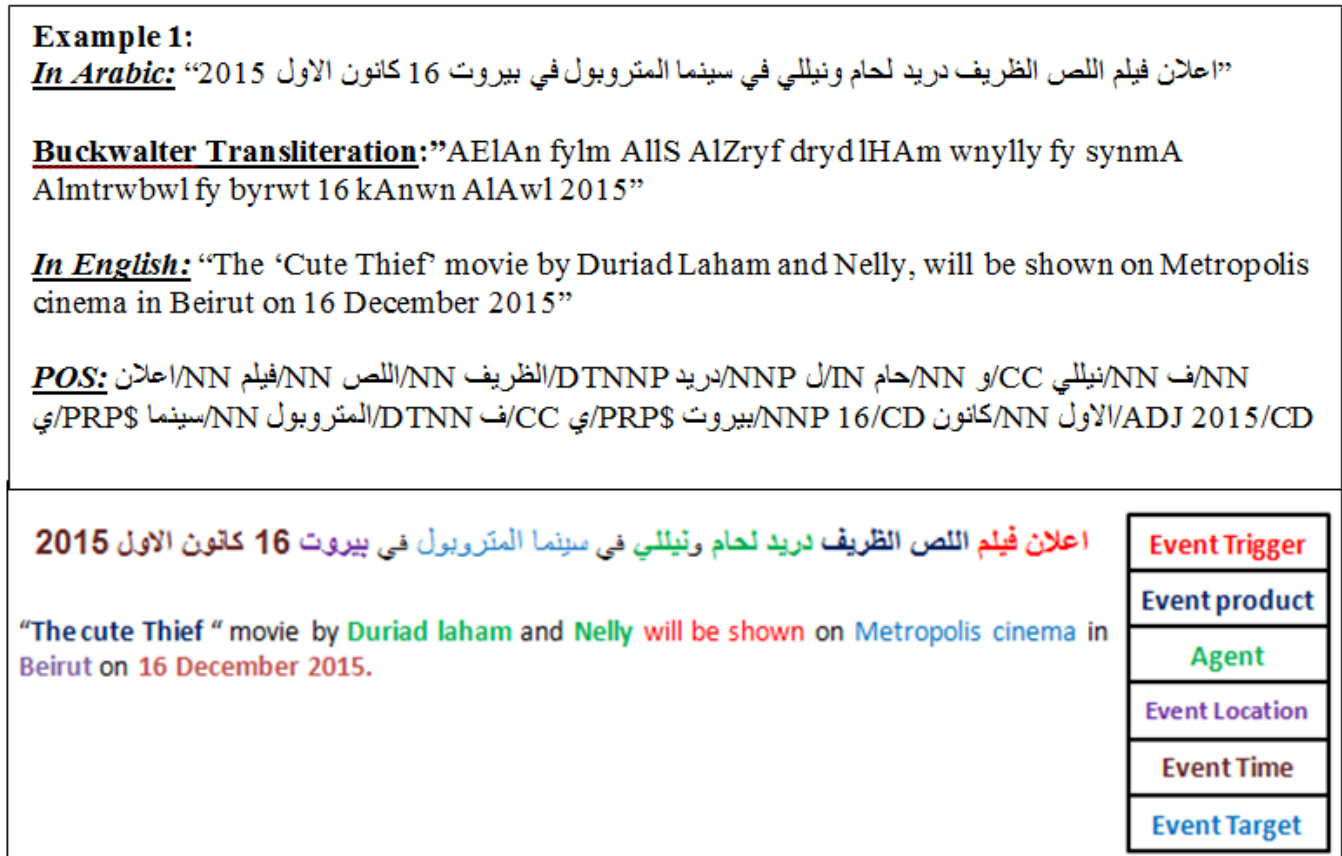 Example 1:
In Arabic: “اعلان فيلم اللص الظريف دريد لحام ونيللي في سينما المتروبول في بيروت 16 كانون الاول 2015”
Buckwalter Transliteration:”AElAn fylm AllS AlZryf dryd lHAm wnylly fy synmA
Almtrwbwl fy byrwt 16 kAnwn AlAwl 2015”
In English: “The ‘Cute Thief’ movie by Duriad Laham and Nelly, will be shown on Metropolis
cinema in Beirut on 16 December 2015”
POS: اعلان/NN فيلم/NN اللص/NN الظريف/DTNNP دريد/NNP ل/IN حام/NN و/CC نيللي/NN ف/NN
ي/PRP$ سينما/NN المتروبول/DTNN ف/CC ي/PRP$ بيروت/NNP 16/CD كانون/NN الاول/ADJ 2015/CD
اعلان فيلم اللص الظريف دريد لحام ونيللي في سينما المتروبول في بيروت 16 كانون الاول 2015
“The cute Thief “ movie by Duriad laham and Nelly will be shown on Metropolis cinema in
Beirut on 16 December 2015.
Event Trigger
Event product
Agent
Event Location
Event Time
Event Target